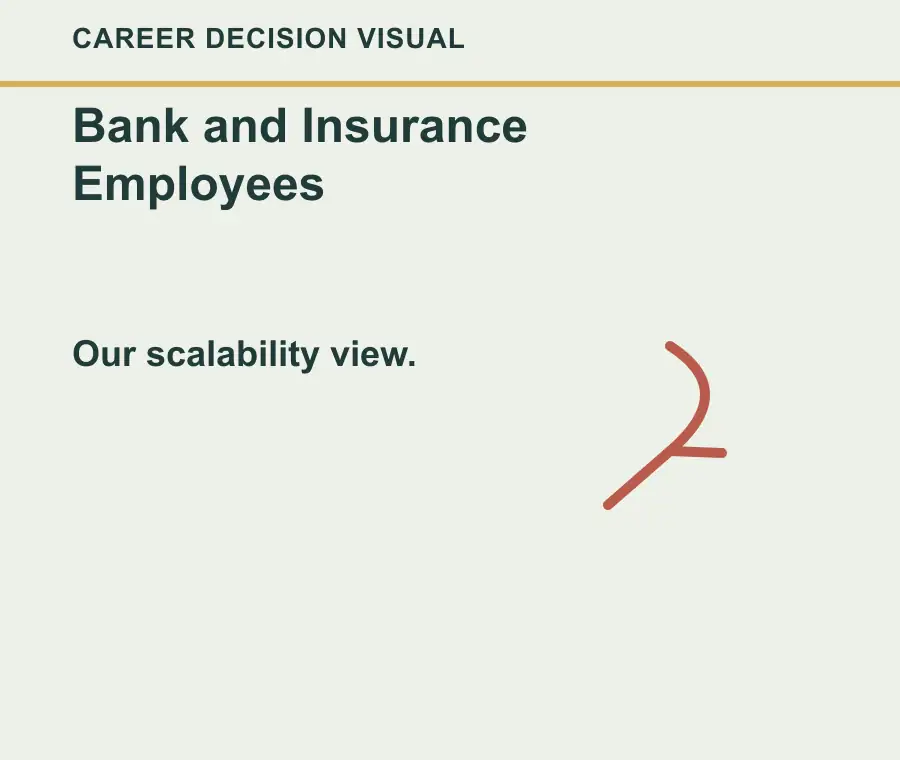 CAREER DECISION VISUAL
Bank and Insurance
Employees
Our scalability view.